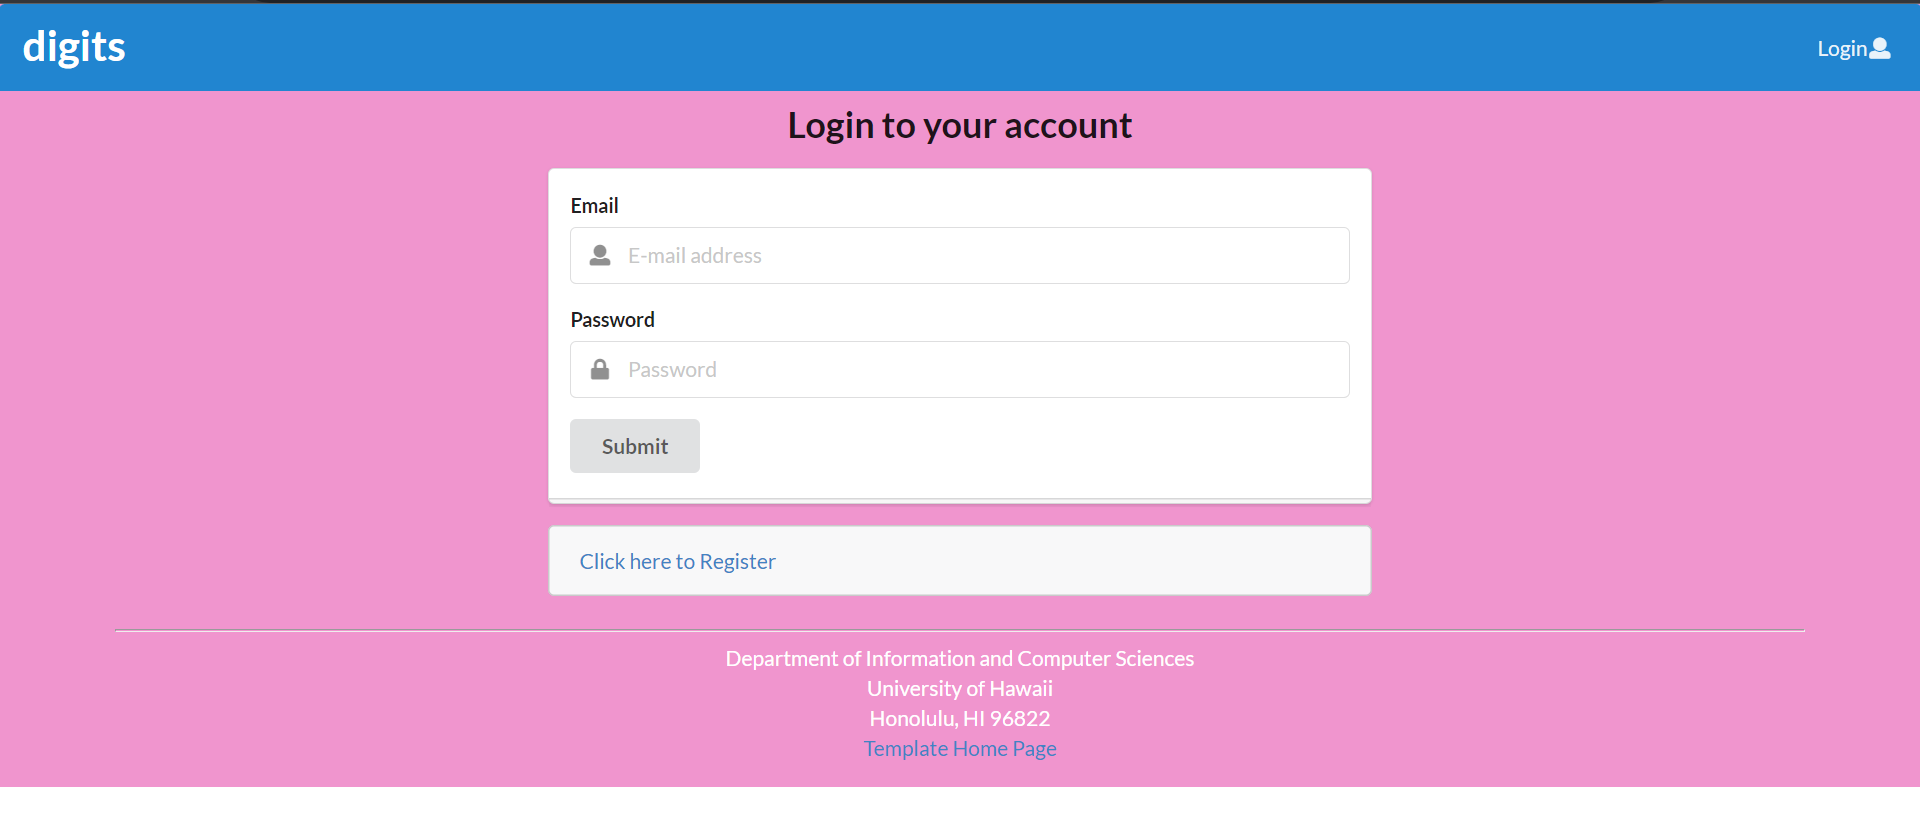 digits
Login
Login to your account
Email
E-mail address
Password
Password
Submit
Click here to Register
Department of Information and Computer Sciences
University of Hawaii
Honolulu, HI 96822
Template Home Page